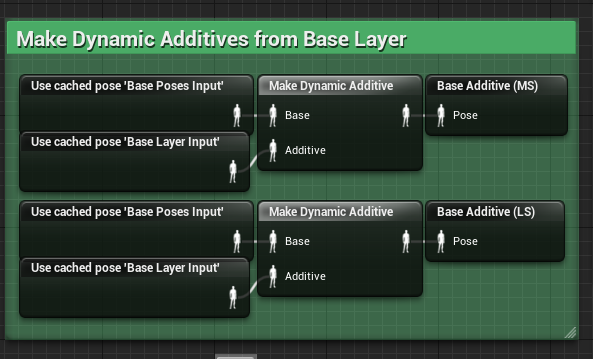 Make Dynamic Additives from Base Layer
Use cached pose 'Base Poses Input'
Make Dynamic Additive
Base Additive (MS)
Base
Pose
Use cached pose 'Base Layer Input'
Additive
Use cached pose 'Base Poses Input'
Make Dynamic Additive
Base Additive (LS)
Base
Pose
Use cached pose 'Base Layer Input'
Additive